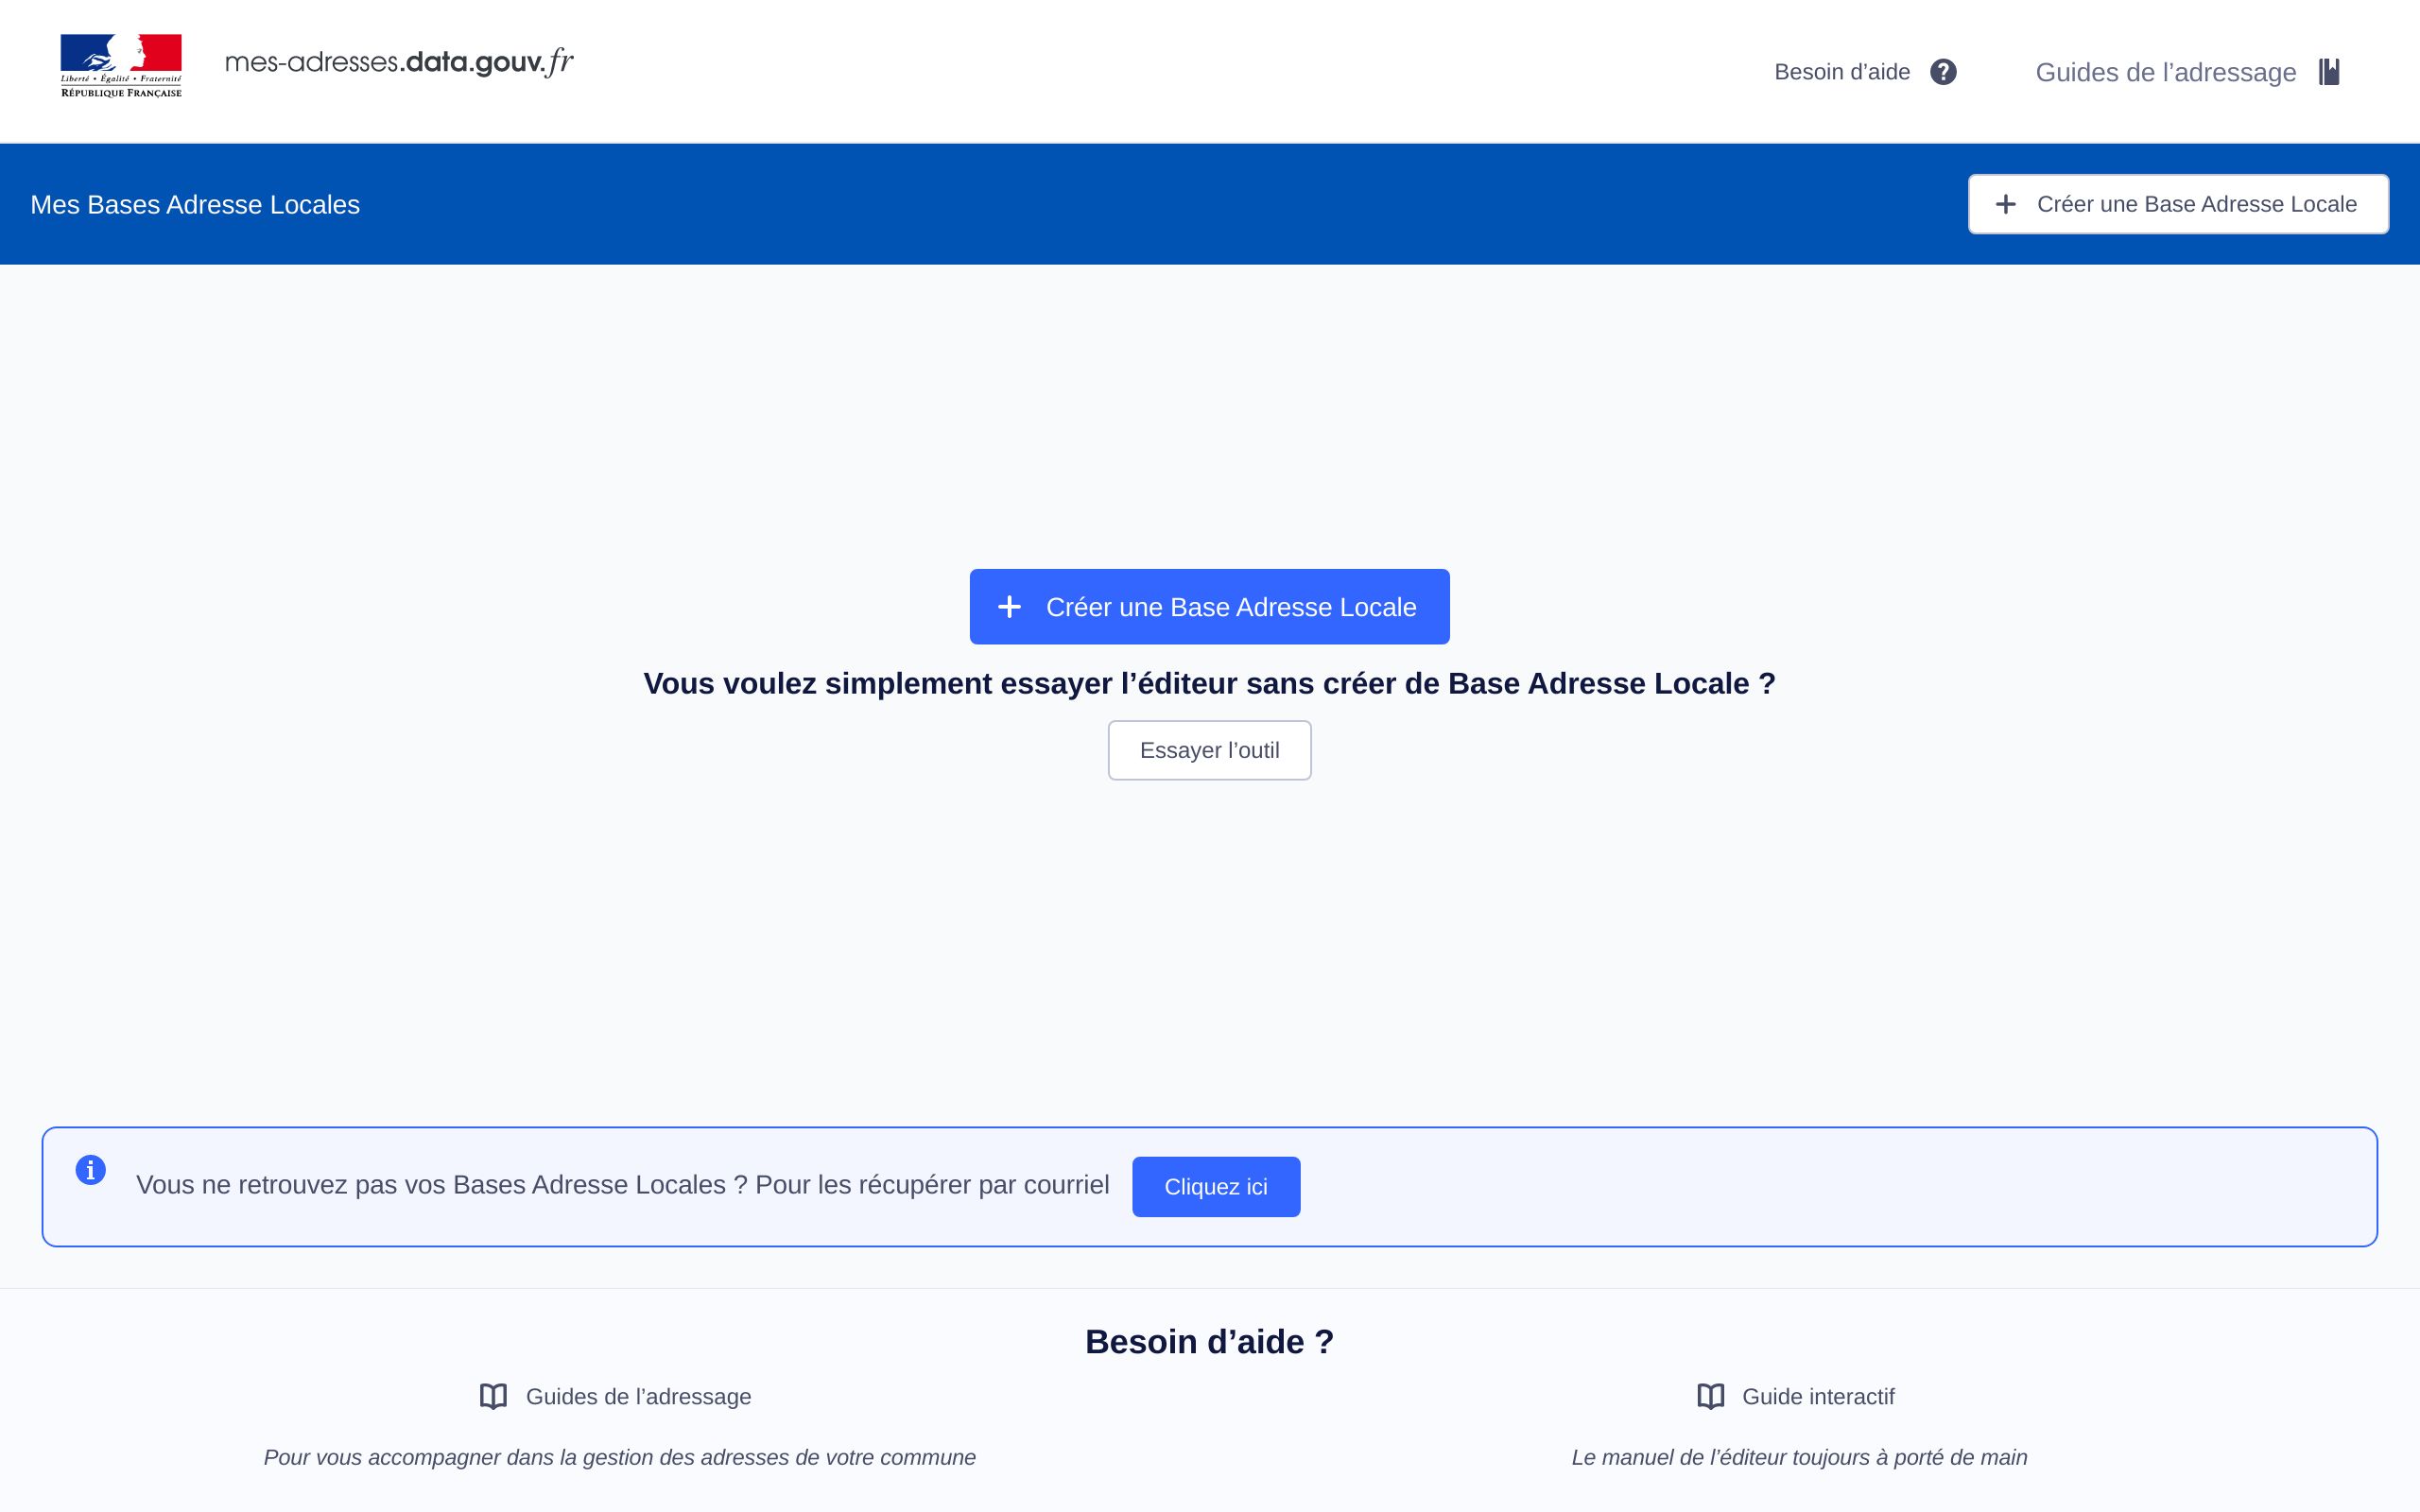 Liberté • Égalité • Fraternité
RÉPUBLIQUE FRANÇAISE
mes-adresses.data.gouv.fr
Besoin d’aide
Guides de l’adressage
Mes Bases Adresse Locales
Créer une Base Adresse Locale
Créer une Base Adresse Locale
Vous voulez simplement essayer l’éditeur sans créer de Base Adresse Locale ?
Essayer l’outil
Vous ne retrouvez pas vos Bases Adresse Locales ? Pour les récupérer par courriel
Cliquez ici
Besoin d’aide ?
Guides de l’adressage
Guide interactif
Pour vous accompagner dans la gestion des adresses de votre commune
Le manuel de l’éditeur toujours à porté de main